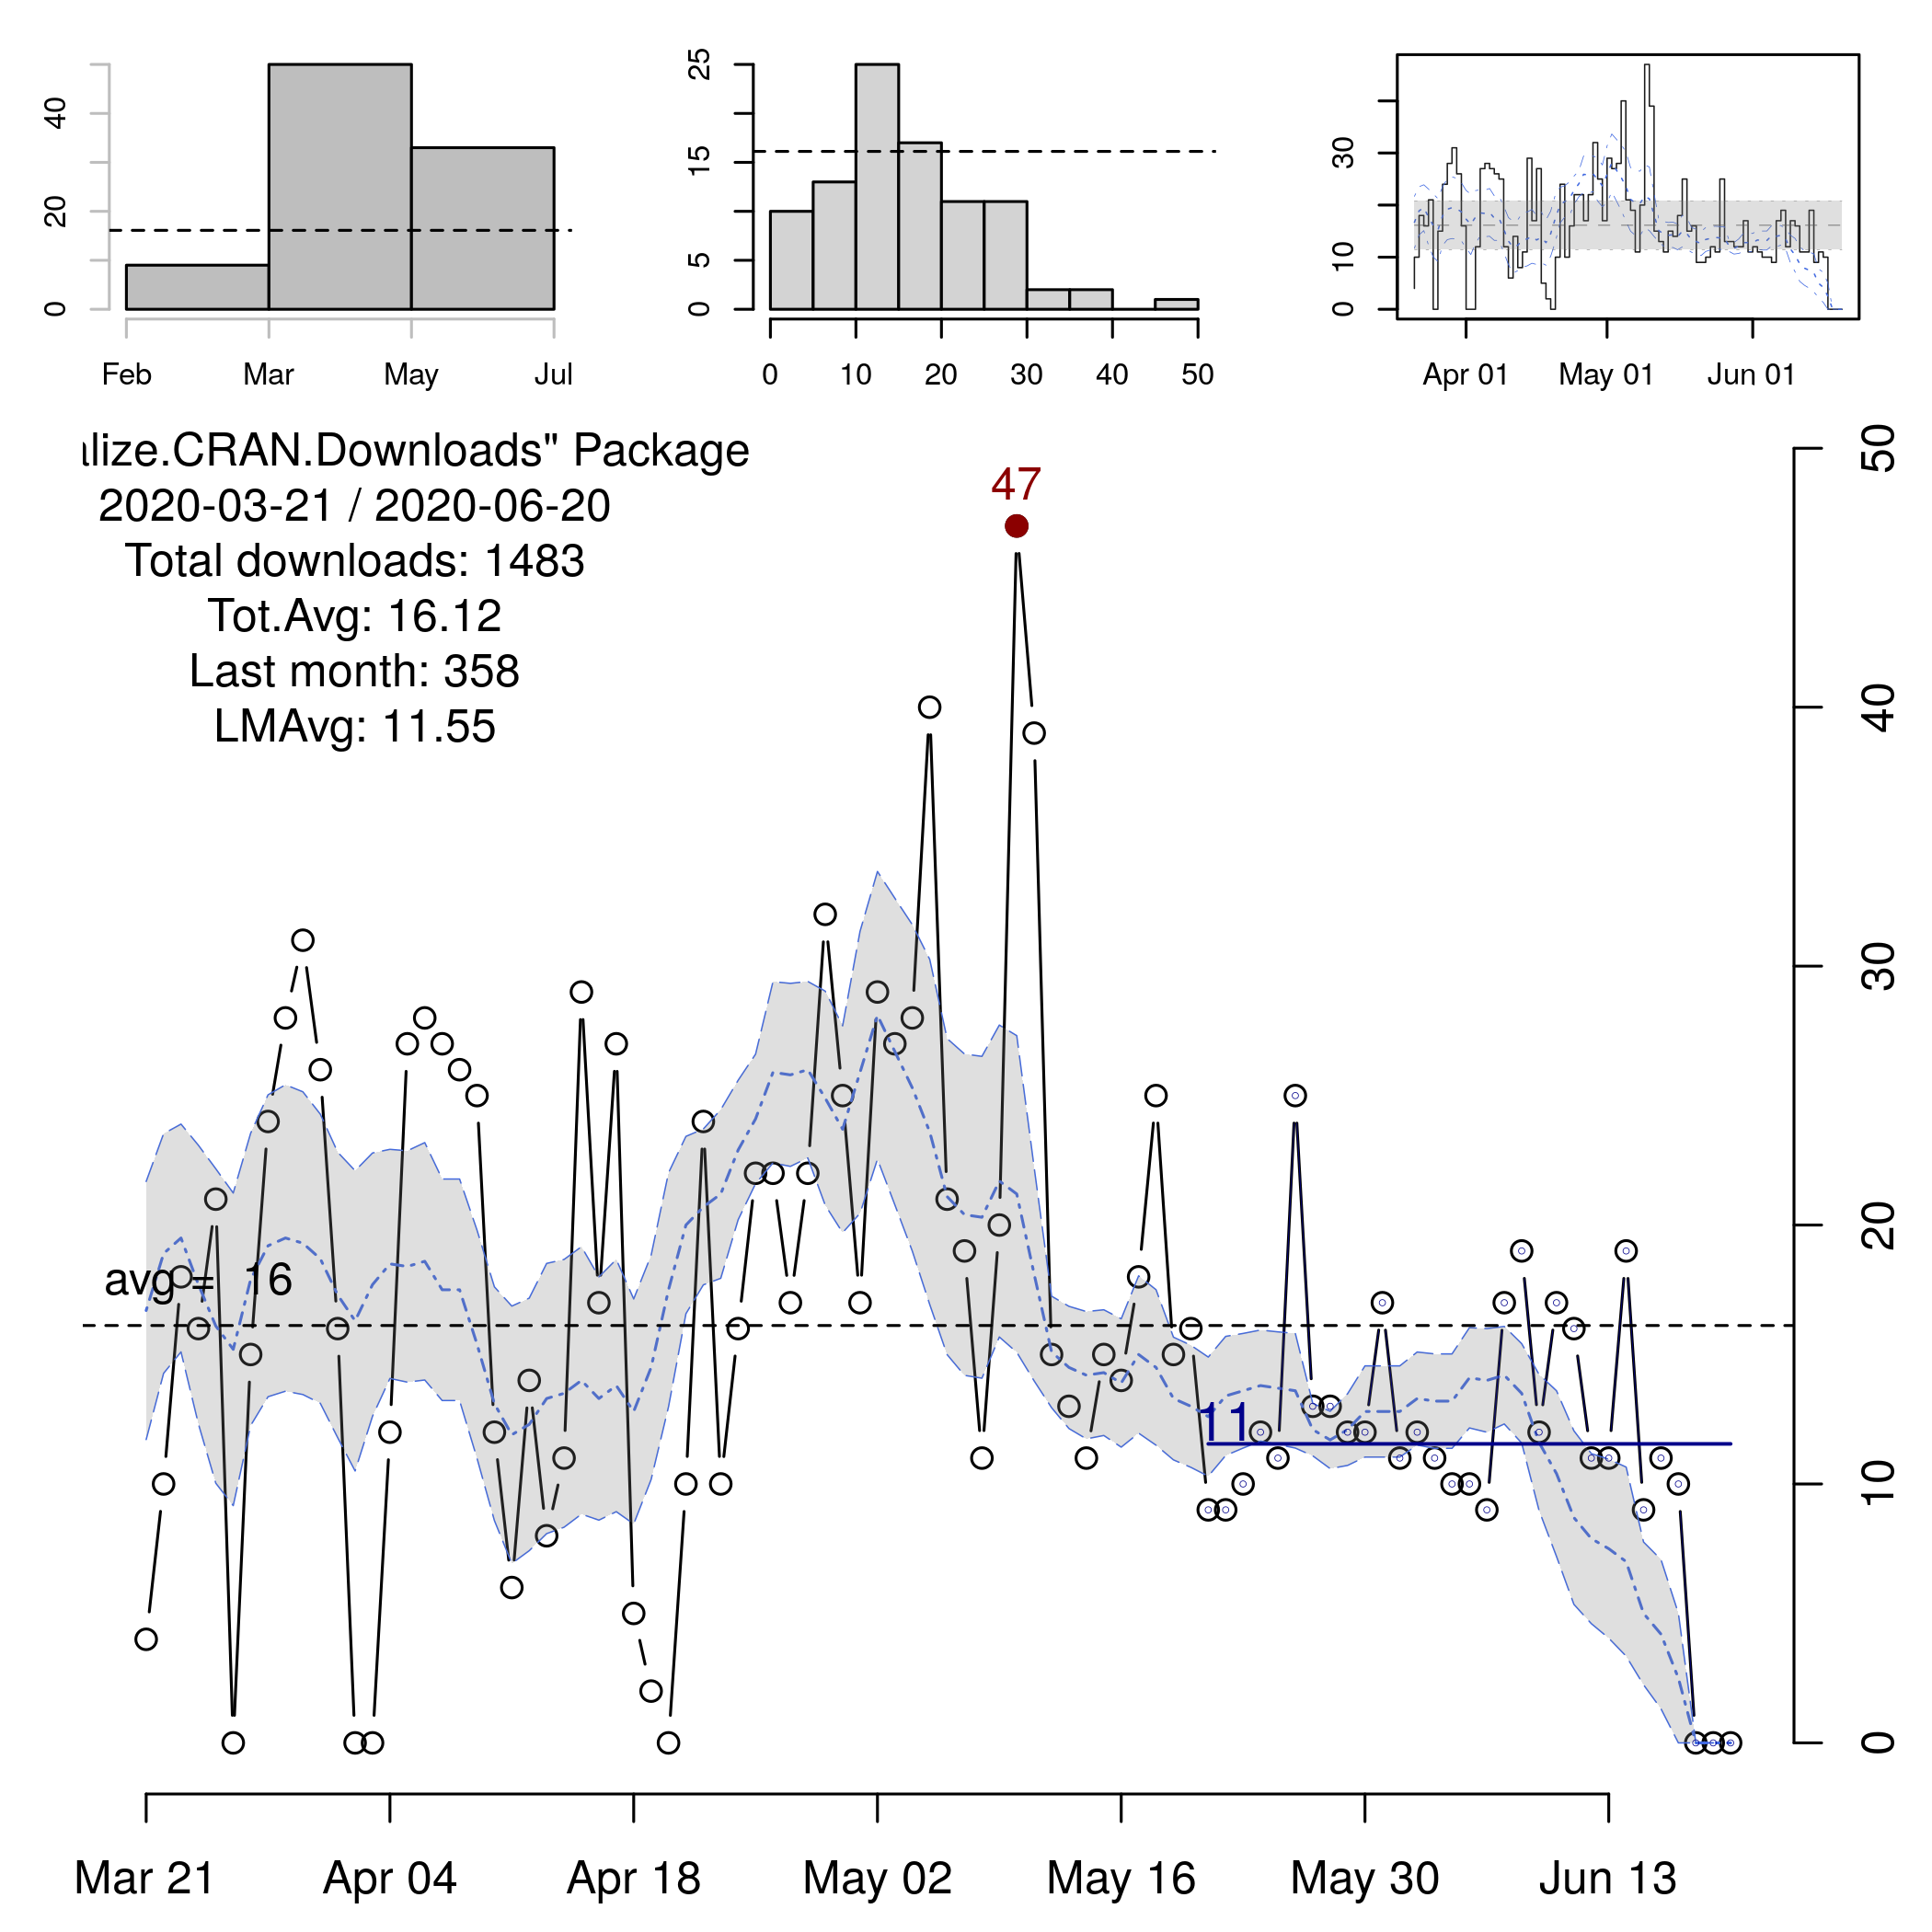 40
20
0
Feb Mar May Jul
25
15
5
0
0 10 20 30 40 50
30
10
0
Apr 01 May 01 Jun 01
lize.CRAN.Downloads" Package
2020-03-21 / 2020-06-20
Total downloads: 1483
Tot.Avg: 16.12
Last month: 358
LMAvg: 11.55
47
avg = 16
11
50
40
30
20
10
0
Mar 21 Apr 04 Apr 18 May 02 May 16 May 30 Jun 13